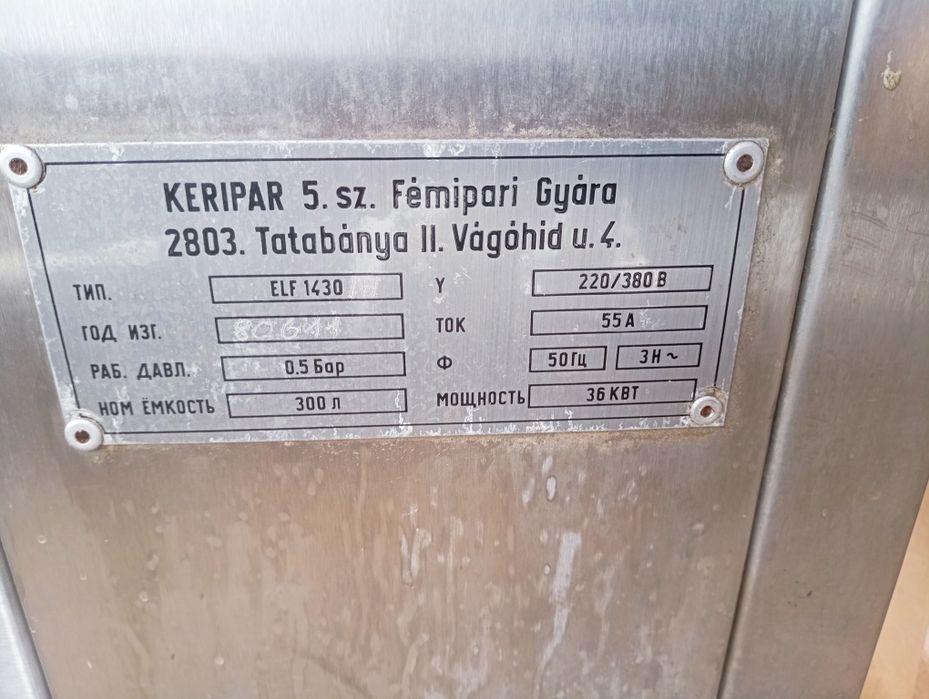 KERIPAR 5. sz. Fémipari Gyára
2803. Tatabánya II. Vágóhid u. 4.
ТИП. ELF 1430 У 220/380 В
ГОД ИЗГ. ТОК 55 А
РАБ. ДАВЛ. 0.5 Бар Ф 50 Гц 3Н ~
НОМ ЁМКОСТЬ 300 л МОЩНОСТЬ 36 КВТ